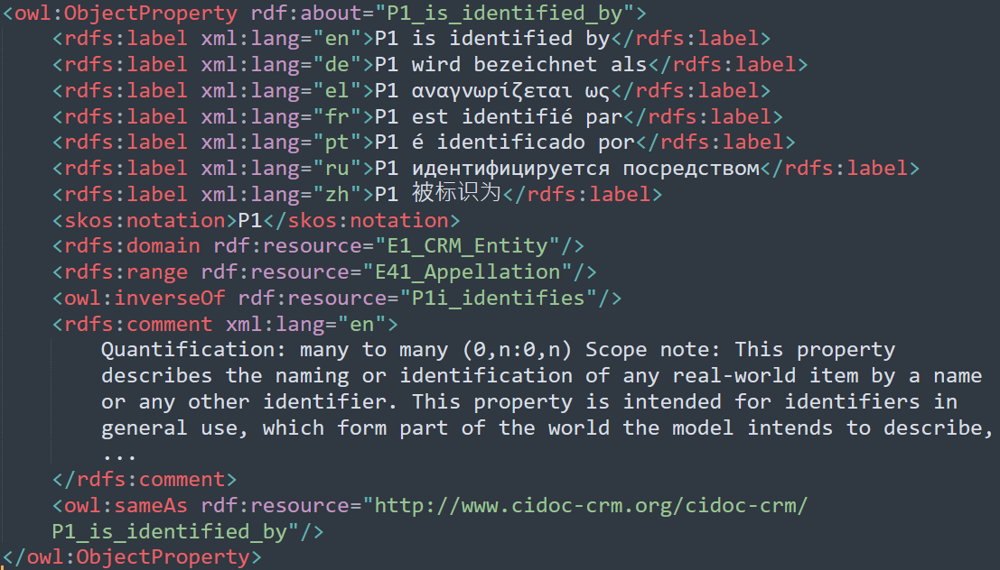 <owl:ObjectProperty rdf:about="P1_is_identified_by">
<rdfs:label xml:lang="en">P1 is identified by</rdfs:label>
<rdfs:label xml:lang="de">P1 wird bezeichnet als</rdfs:label>
<rdfs:label xml:lang="el">P1 αναγνωρίζεται ως</rdfs:label>
<rdfs:label xml:lang="fr">P1 est identifié par</rdfs:label>
<rdfs:label xml:lang="pt">P1 é identificado por</rdfs:label>
<rdfs:label xml:lang="ru">P1 идентифицируется посредством</rdfs:label>
<rdfs:label xml:lang="zh">P1 被标识为</rdfs:label>
<skos:notation>P1</skos:notation>
<rdfs:domain rdf:resource="E1_CRM_Entity"/>
<rdfs:range rdf:resource="E41_Appellation"/>
<owl:inverseOf rdf:resource="P1i_identifies"/>
<rdfs:comment xml:lang="en">
Quantification: many to many (0,n:0,n) Scope note: This property
describes the naming or identification of any real-world item by a name
or any other identifier. This property is intended for identifiers in
general use, which form part of the world the model intends to describe,
...
</rdfs:comment>
<owl:sameAs rdf:resource="http://www.cidoc-crm.org/cidoc-crm/
P1_is_identified_by"/>
</owl:ObjectProperty>